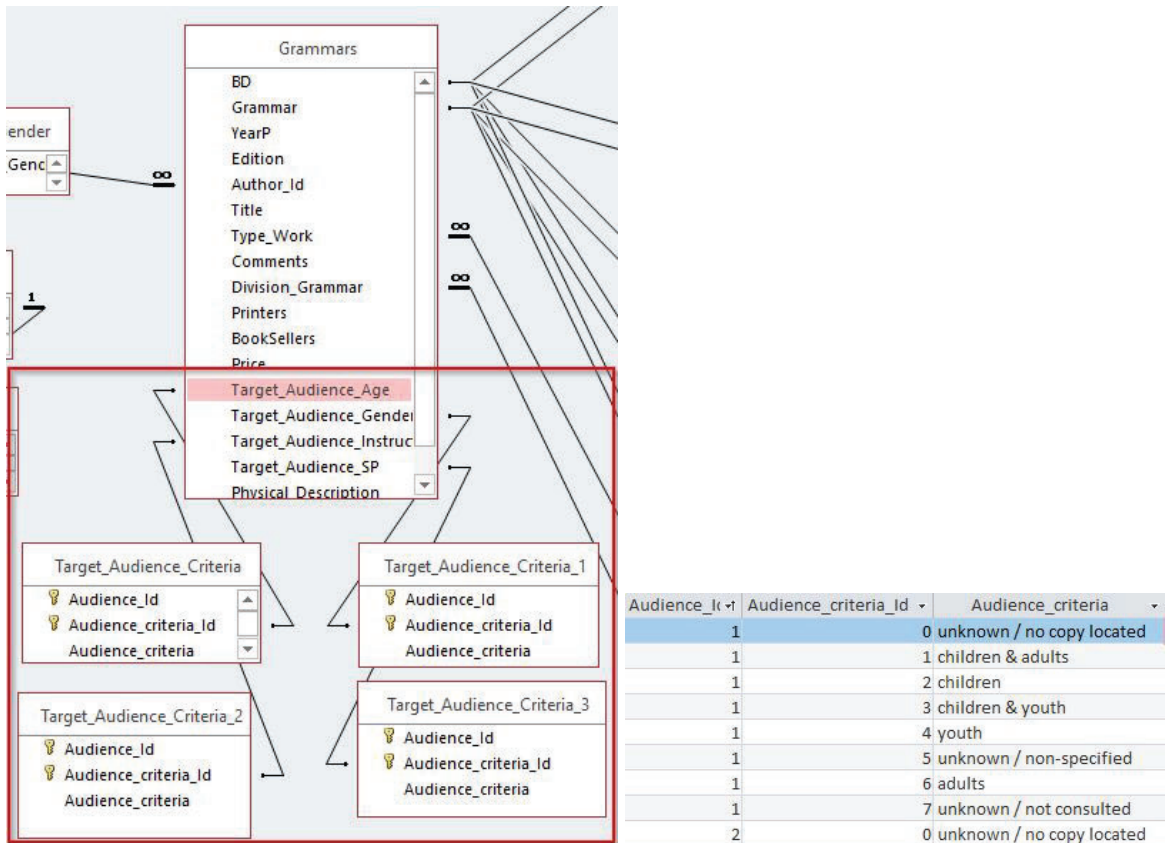 Grammars
BD
Grammar
YearP
Edition
Author_Id
Title
Type_Work
Comments
Division_Grammar
Printers
BookSellers
Price
Target_Audience_Age
Target_Audience_Gender
Target_Audience_Instruc
Target_Audience_SP
Physical_Description
ender
_Genc
∞
1
∞
∞
Target_Audience_Criteria
Audience_Id
Audience_criteria_Id
Audience_criteria
Target_Audience_Criteria_1
Audience_Id
Audience_criteria_Id
Audience_criteria
Target_Audience_Criteria_2
Audience_Id
Audience_criteria_Id
Audience_criteria
Target_Audience_Criteria_3
Audience_Id
Audience_criteria_Id
Audience_criteria
Audience_Ic Audience_criteria_Id Audience_criteria
1 0 unknown / no copy located
1 1 children & adults
1 2 children
1 3 children & youth
1 4 youth
1 5 unknown / non-specified
1 6 adults
1 7 unknown / not consulted
2 0 unknown / no copy located